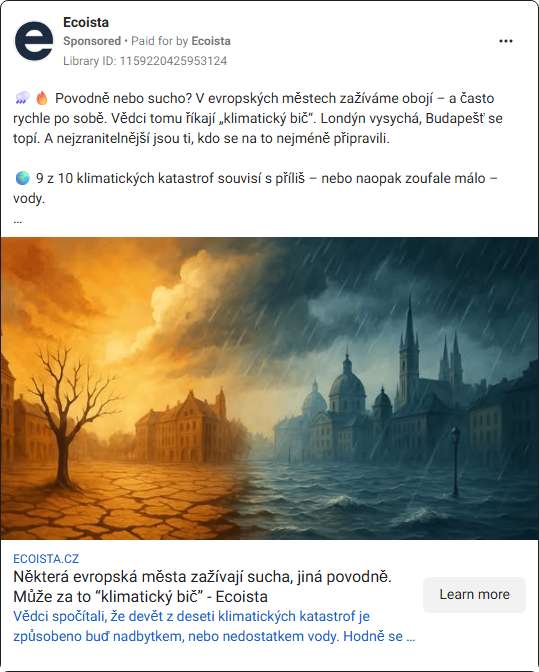 Ecoista
Sponsored • Paid for by Ecoista
Library ID: 1159220425953124
🌧️🔥 Povodně nebo sucho? V evropských městech zažíváme obojí – a často
rychle po sobě. Vědci tomu říkají „klimatický bič“. Londýn vysychá, Budapešť se
topí. A nejzranitelnější jsou ti, kdo se na to nejméně připravili.
🌍 9 z 10 klimatických katastrof souvisí s příliš – nebo naopak zoufale málo –
vody.
...
ECOISTA.CZ
Některá evropská města zažívají sucha, jiná povodně.
Může za to “klimatický bič” - Ecoista
Learn more
Vědci spočítali, že devět z deseti klimatických katastrof je
způsobeno buď nadbytkem, nebo nedostatkem vody. Hodně se ...